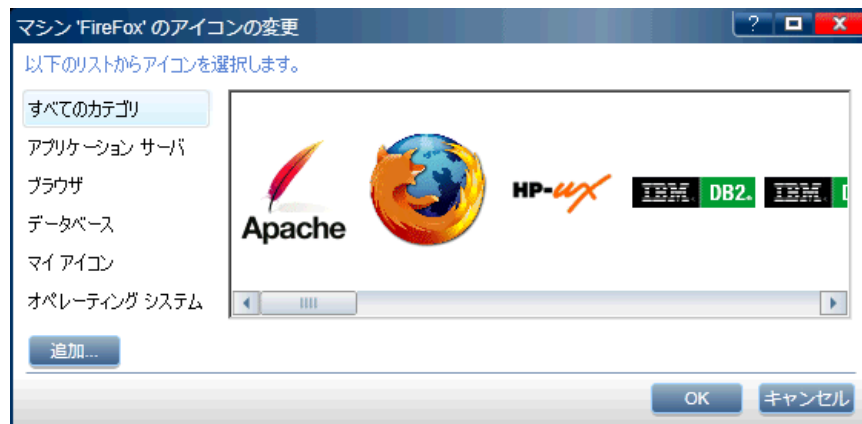 マシン 'FireFox' のアイコンの変更
?
以下のリストからアイコンを選択します。
すべてのカテゴリ
アプリケーション サーバ
ブラウザ
データベース
マイ アイコン
オペレーティング システム
Apache
HP-ux
IBM. DB2.
IBM.
追加...
OK
キャンセル